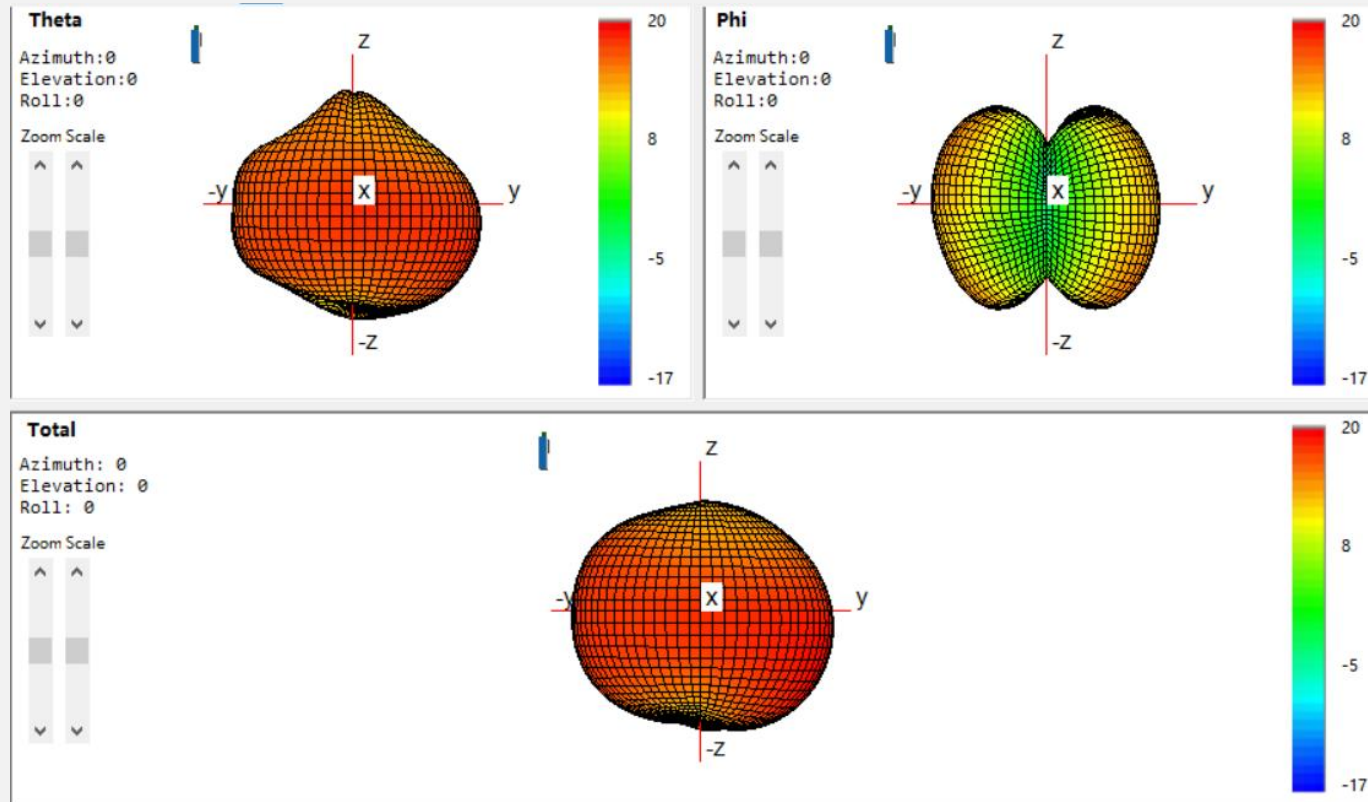 Theta
Azimuth:0
Elevation:0
Roll:0
Zoom Scale
z
-y
x
y
-z
20
8
-5
-17
Phi
Azimuth:0
Elevation:0
Roll:0
Zoom Scale
z
-y
x
y
-z
20
8
-5
-17
Total
Azimuth: 0
Elevation: 0
Roll: 0
Zoom Scale
z
-y
x
y
-z
20
8
-5
-17